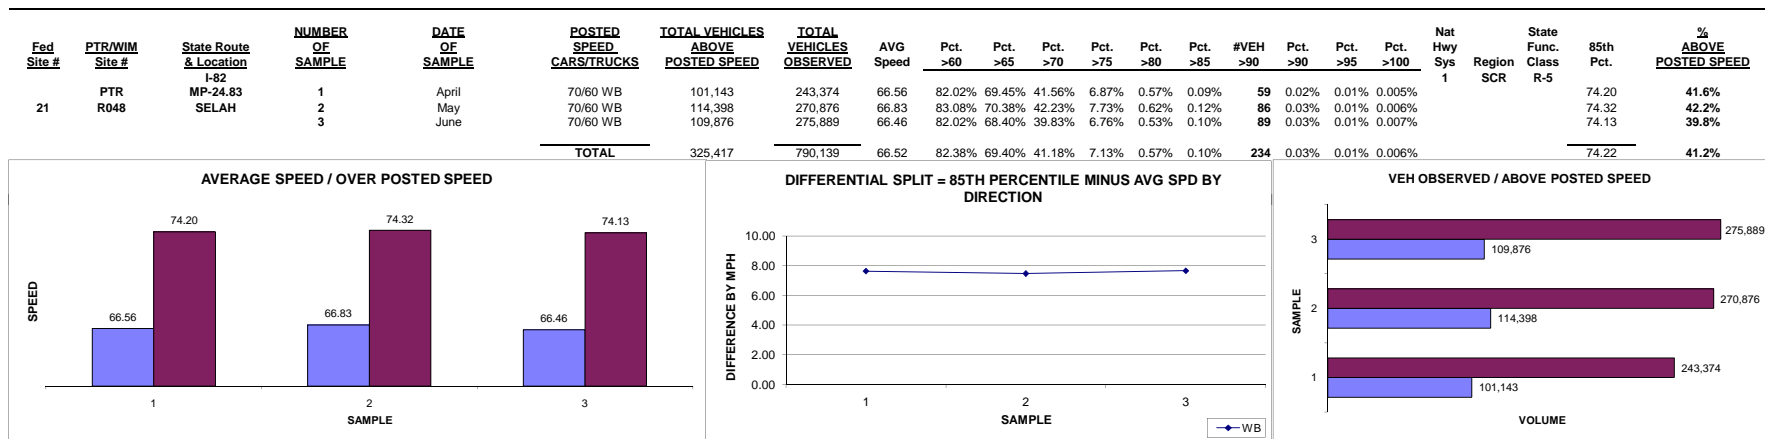 NUMBER DATE POSTED TOTAL VEHICLES TOTAL Nat State %
Fed PTR/WIM State Route OF OF SPEED ABOVE VEHICLES AVG Pct. Pct. Pct. Pct. Pct. Pct. #VEH Pct. Pct. Pct. Hwy Func. 85th ABOVE
Site # Site # & Location SAMPLE SAMPLE CARS/TRUCKS POSTED SPEED OBSERVED Speed >60 >65 >70 >75 >80 >85 >90 >90 >95 >100 Sys Region Class Pct. POSTED SPEED
I-82 1 SCR R-5
PTR MP-24.83 1 April 70/60 WB 101,143 243,374 66.56 82.02% 69.45% 41.56% 6.87% 0.57% 0.09% 59 0.02% 0.01% 0.005% 74.20 41.6%
21 R048 SELAH 2 May 70/60 WB 114,398 270,876 66.83 83.08% 70.38% 42.23% 7.73% 0.62% 0.12% 86 0.03% 0.01% 0.006% 74.32 42.2%
3 June 70/60 WB 109,876 275,889 66.46 82.02% 68.40% 39.83% 6.76% 0.53% 0.10% 89 0.03% 0.01% 0.007% 74.13 39.8%
TOTAL 325,417 790,139 66.52 82.38% 69.40% 41.18% 7.13% 0.57% 0.10% 234 0.03% 0.01% 0.006% 74.22 41.2%
AVERAGE SPEED / OVER POSTED SPEED
74.20 74.32 74.13
66.56 66.83 66.46
SPEED
1 2 3
SAMPLE
DIFFERENTIAL SPLIT = 85TH PERCENTILE MINUS AVG SPD BY
DIRECTION
10.00
8.00
6.00
4.00
2.00
0.00
DIFFERENCE BY MPH
1 2 3
SAMPLE
WB
VEH OBSERVED / ABOVE POSTED SPEED
275,889
3
109,876
270,876
2
114,398
243,374
1
101,143
SAMPLE
VOLUME